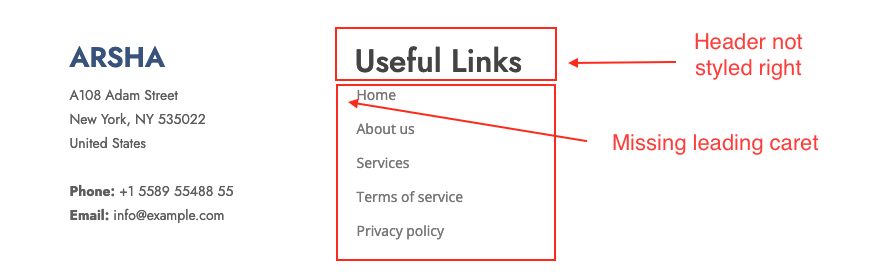 ARSHA
A108 Adam Street
New York, NY 535022
United States
Phone: +1 5589 55488 55
Email: info@example.com
Useful Links
Home
About us
Services
Terms of service
Privacy policy
Header not
styled right
Missing leading caret